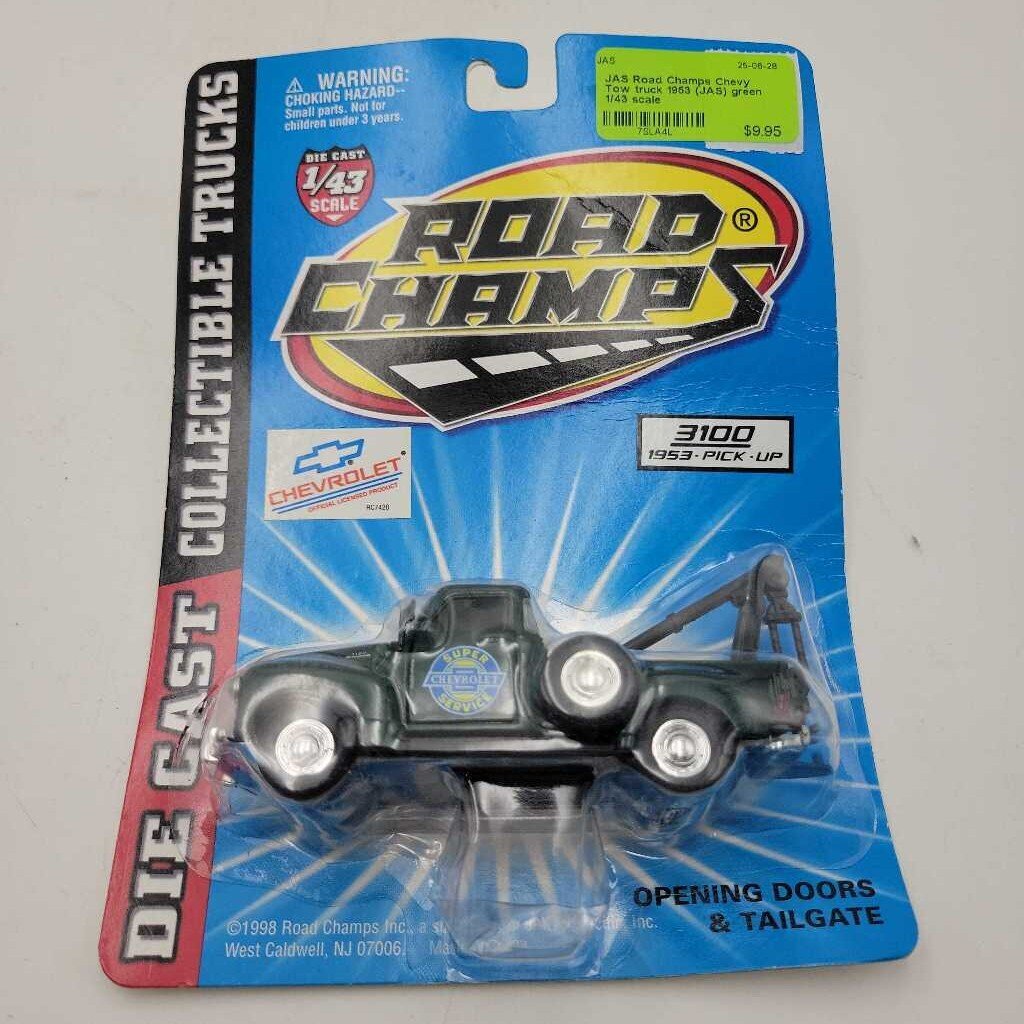 JAS 25-08-28
JAS Road Champs Chevy
Tow truck 1953 (JAS) green
1/43 scale
7SLA4L $9.95
WARNING:
CHOKING HAZARD--
Small parts. Not for
children under 3 years.
DIE CAST
1/43
SCALE
ROAD ®
CHAMPS
DIE CAST COLLECTIBLE TRUCKS
3100
1953-PICK-UP
CHEVROLET
OFFICIAL LICENSED PRODUCT
RC7420
SUPER
CHEVROLET
SERVICE
OPENING DOORS
& TAILGATE
©1998 Road Champs Inc., a Inc.
West Caldwell, NJ 07006.